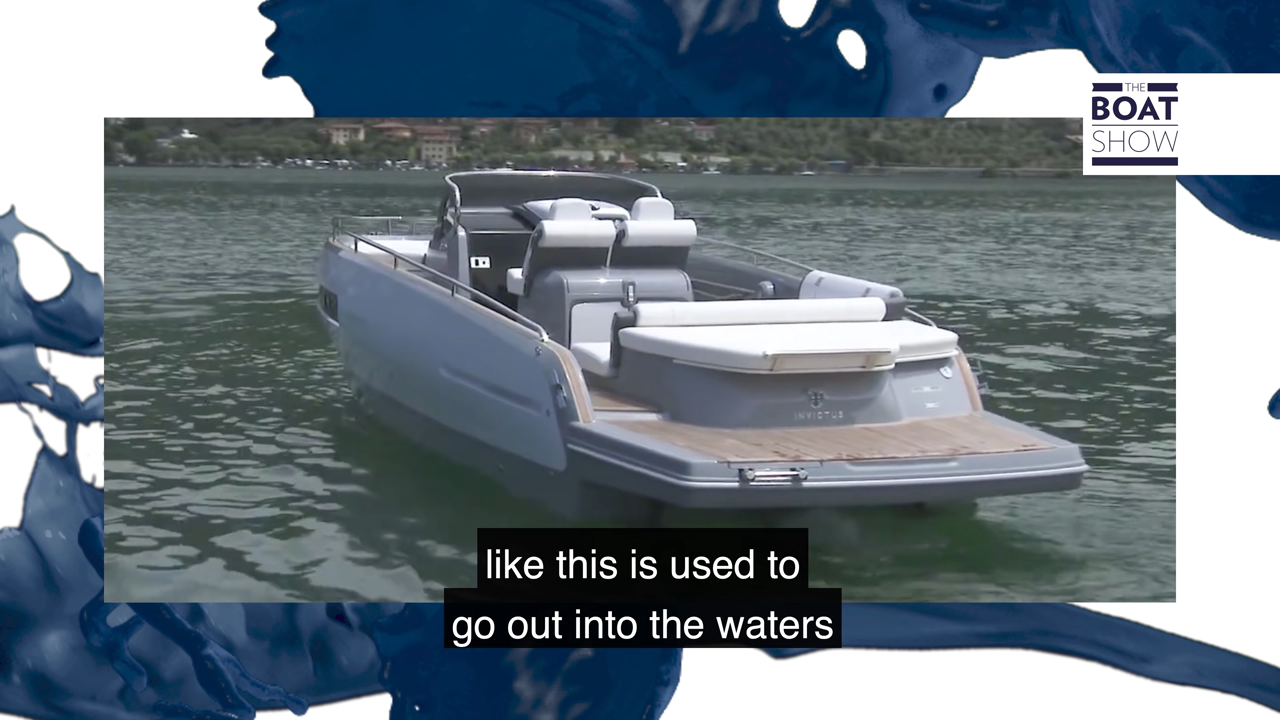 THE
BOAT
SHOW
INVICTUS
like this is used to
go out into the waters